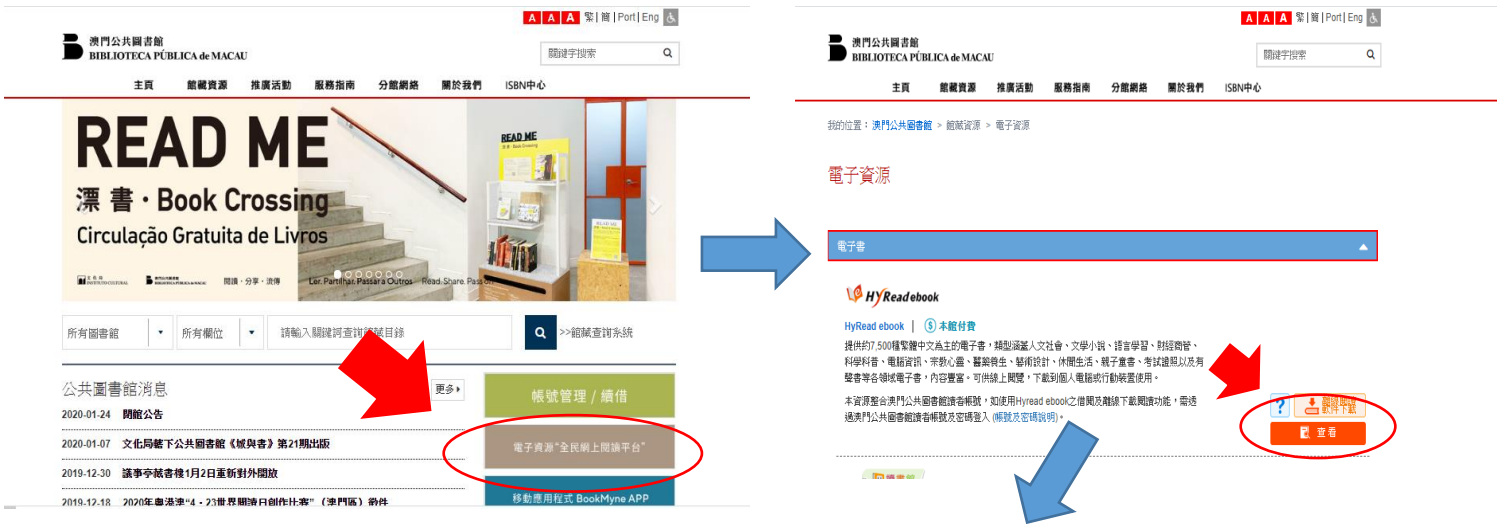 A A A 繁 | 簡 | Port | Eng
澳門公共圖書館
BIBLIOTECA PÚBLICA de MACAU
關鍵字搜索
主頁 館藏資源 推廣活動 服務指南 分館網絡 關於我們 ISBN中心
READ ME
漂書・Book Crossing
Circulação Gratuita de Livros
READ ME
閱讀・分享・流傳 Ler. Partilhar. Passar a Outros Read. Share. Pass on
所有圖書館 所有欄位 請輸入關鍵詞查詢館藏目錄 >>館藏查詢系統
公共圖書館消息 更多
2020-01-24 閉館公告
2020-01-07 文化局轄下公共圖書館《城與書》第21期出版
2019-12-30 議事亭藏書樓1月2日重新對外開放
2019-12-18 2020年粵港澳“4・23世界閱讀日創作比賽”（澳門區）徵件
帳號管理 / 續借
電子資源“全民網上閱讀平台”
移動應用程式 BookMyne APP
A A A 繁 | 簡 | Port | Eng
澳門公共圖書館
BIBLIOTECA PÚBLICA de MACAU
關鍵字搜索
主頁 館藏資源 推廣活動 服務指南 分館網絡 關於我們 ISBN中心
我的位置：澳門公共圖書館 > 館藏資源 > 電子資源
電子資源
電子書
HyRead ebook
HyRead ebook | $ 本館付費
提供約7,500種繁體中文為主的電子書，類型涵蓋人文社會、文學小說、語言學習、財經商管、
科學科普、電腦資訊、宗教心靈、醫藥養生、藝術設計、休閒生活、親子童書、考試證照以及有
聲書等各領域電子書，內容豐富。可供線上閱覽，下載到個人電腦或行動裝置使用。
本資源整合澳門公共圖書館讀者帳號，如使用Hyread ebook之借閱及離線下載閱讀功能，需透
過澳門公共圖書館讀者帳號及密碼登入 (帳號及密碼說明)。
?
軟件下載
查看